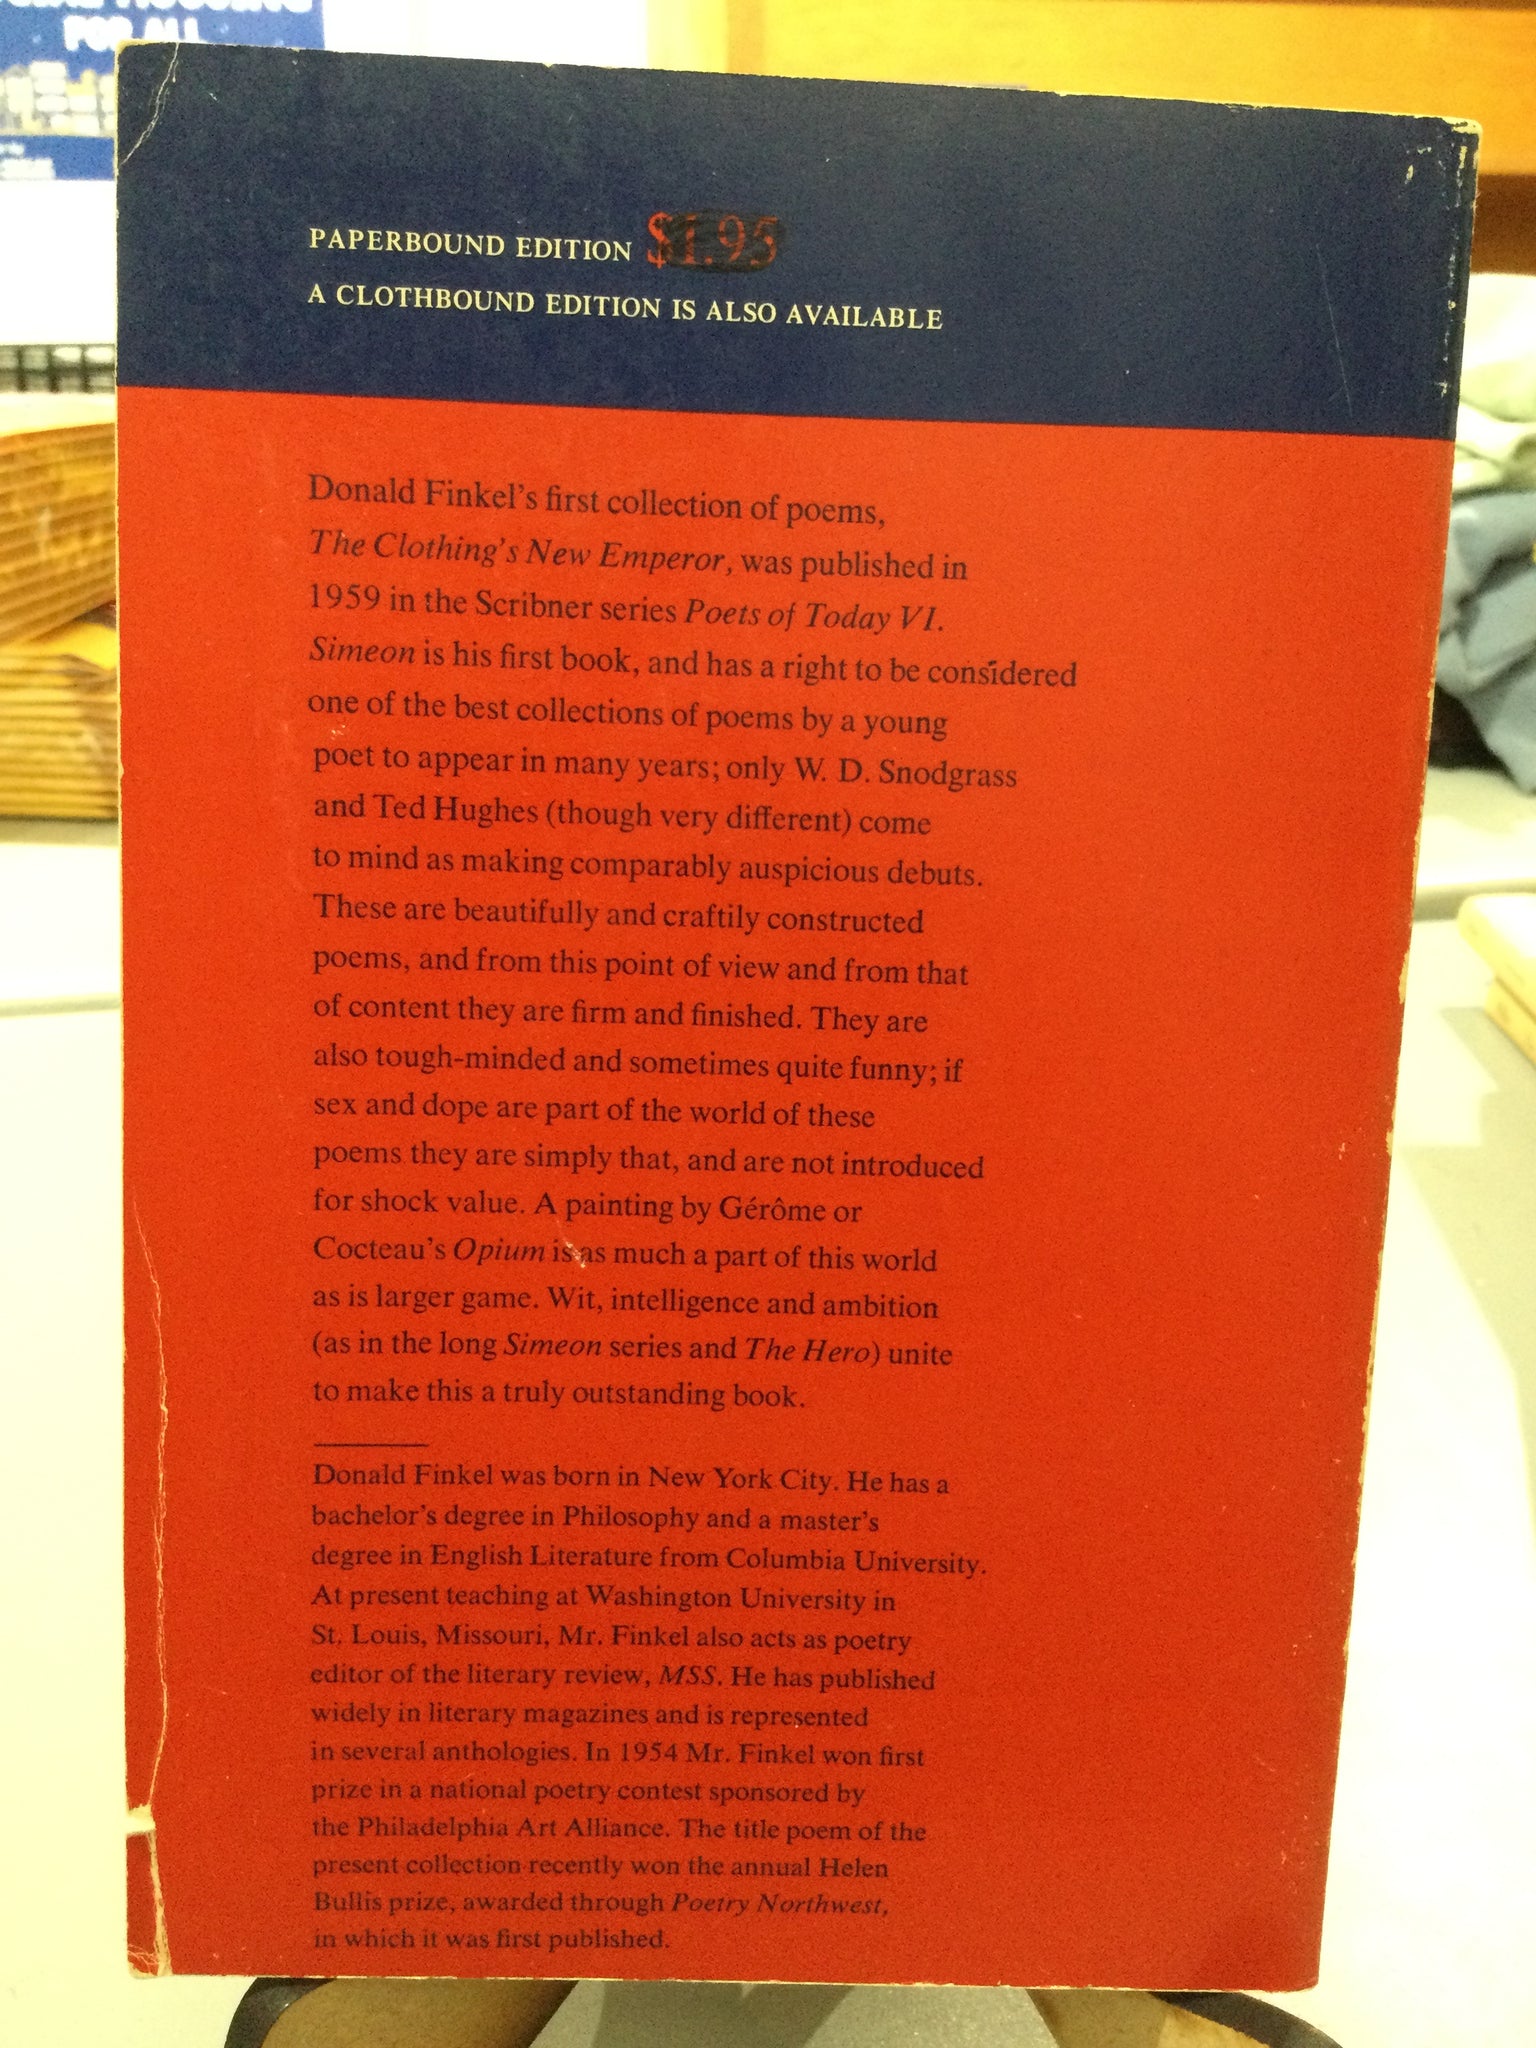 FOR ALL
PAPERBOUND EDITION $1.95
A CLOTHBOUND EDITION IS ALSO AVAILABLE
Donald Finkel's first collection of poems,
The Clothing's New Emperor, was published in
1959 in the Scribner series Poets of Today VI.
Simeon is his first book, and has a right to be considered
one of the best collections of poems by a young
poet to appear in many years; only W. D. Snodgrass
and Ted Hughes (though very different) come
to mind as making comparably auspicious debuts.
These are beautifully and craftily constructed
poems, and from this point of view and from that
of content they are firm and finished. They are
also tough-minded and sometimes quite funny; if
sex and dope are part of the world of these
poems they are simply that, and are not introduced
for shock value. A painting by Gérôme or
Cocteau's Opium is as much a part of this world
as is larger game. Wit, intelligence and ambition
(as in the long Simeon series and The Hero) unite
to make this a truly outstanding book.
Donald Finkel was born in New York City. He has a
bachelor's degree in Philosophy and a master's
degree in English Literature from Columbia University.
At present teaching at Washington University in
St. Louis, Missouri, Mr. Finkel also acts as poetry
editor of the literary review, MSS. He has published
widely in literary magazines and is represented
in several anthologies. In 1954 Mr. Finkel won first
prize in a national poetry contest sponsored by
the Philadelphia Art Alliance. The title poem of the
present collection recently won the annual Helen
Bullis prize, awarded through Poetry Northwest,
in which it was first published.